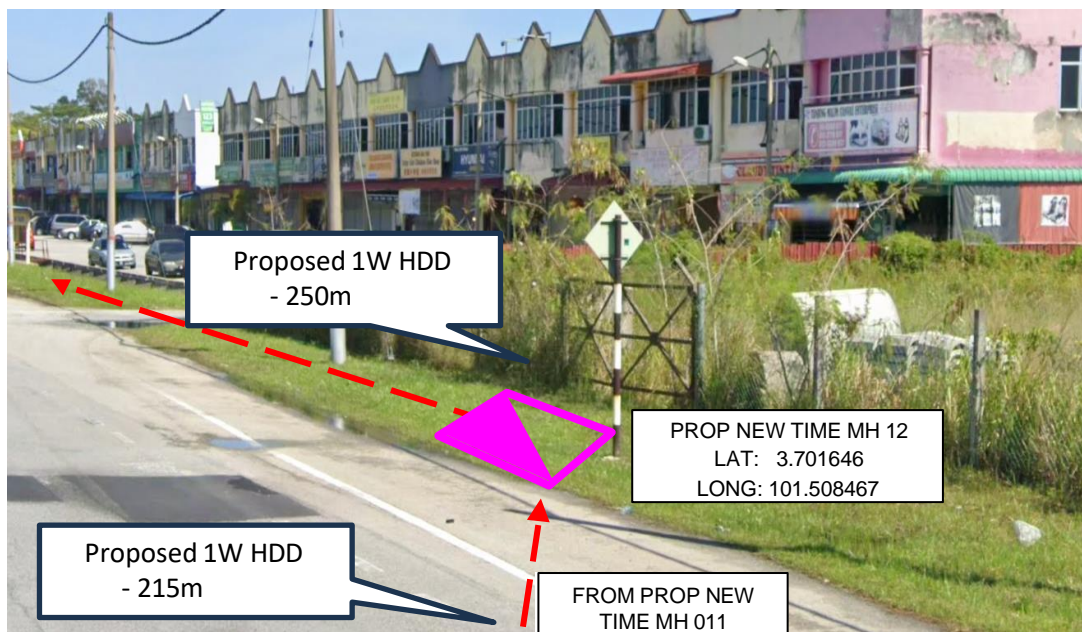 HYUNDAI
Proposed 1W HDD
- 250m
PROP NEW TIME MH 12
LAT: 3.701646
LONG: 101.508467
Proposed 1W HDD
- 215m
FROM PROP NEW
TIME MH 011